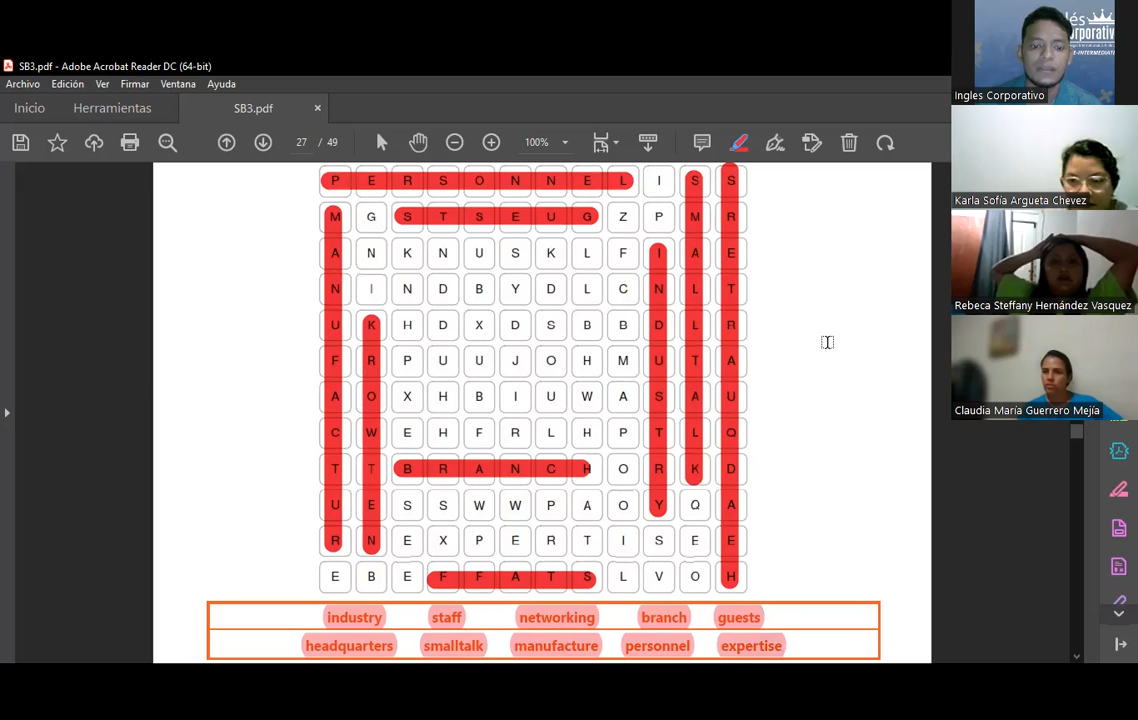 SB3.pdf - Adobe Acrobat Reader DC (64-bit)
Archivo Edición Ver Firmar Ventana Ayuda
Inicio Herramientas SB3.pdf ×
27 / 49 100%
P E R S O N N E L I S S
M G S T S E U G Z P M R
A N K N U S K L F I A E
N I N D B Y D L C N L T
U K H D X D S B B D L R
F R P U U J O H M U T A
A O X H B I U W A S A U
C W E H F R L H P T L Q
T T B R A N C H O R K D
U E S S W W P A O Y Q A
R N E X P E R T I S E E
E B E F F A T S L V O H
industry staff networking branch guests
headquarters smalltalk manufacture personnel expertise
Ingles Corporativo
Karla Sofía Argueta Chevez
Rebeca Steffany Hernández Vasquez
Claudia María Guerrero Mejía